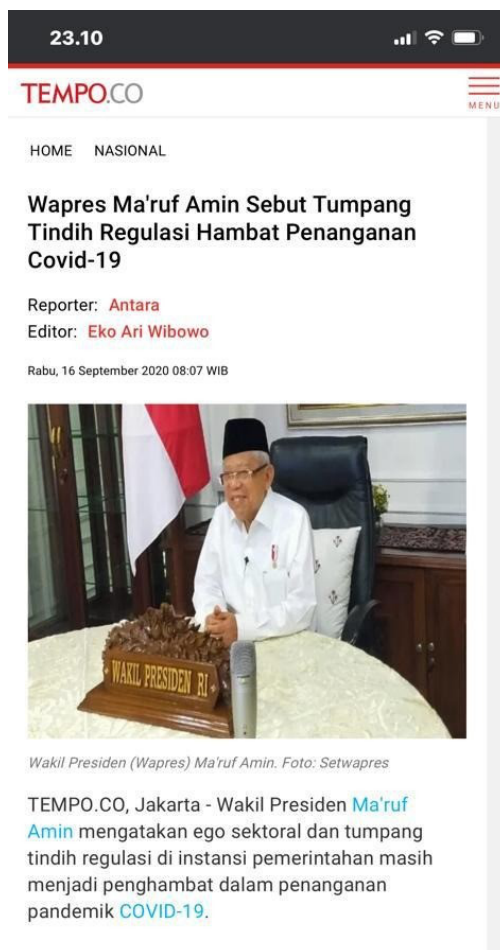 23.10
TEMPO.CO
MENU
HOME NASIONAL
Wapres Ma'ruf Amin Sebut Tumpang
Tindih Regulasi Hambat Penanganan
Covid-19
Reporter: Antara
Editor: Eko Ari Wibowo
Rabu, 16 September 2020 08:07 WIB
WAKIL PRESIDEN RI
Wakil Presiden (Wapres) Ma'ruf Amin. Foto: Setwapres
TEMPO.CO, Jakarta - Wakil Presiden Ma'ruf
Amin mengatakan ego sektoral dan tumpang
tindih regulasi di instansi pemerintahan masih
menjadi penghambat dalam penanganan
pandemik COVID-19.